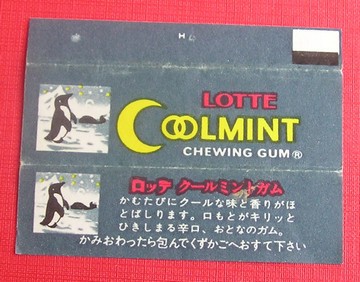 H
LOTTE
COOLMINT
CHEWING GUM®
ロッテ クールミントガム
かむたびにクールな味と香りがほ
とばしります。口もとがキリッと
ひきしまる辛口、おとなのガム。
かみおわったら包んでくずかごへおすて下さい